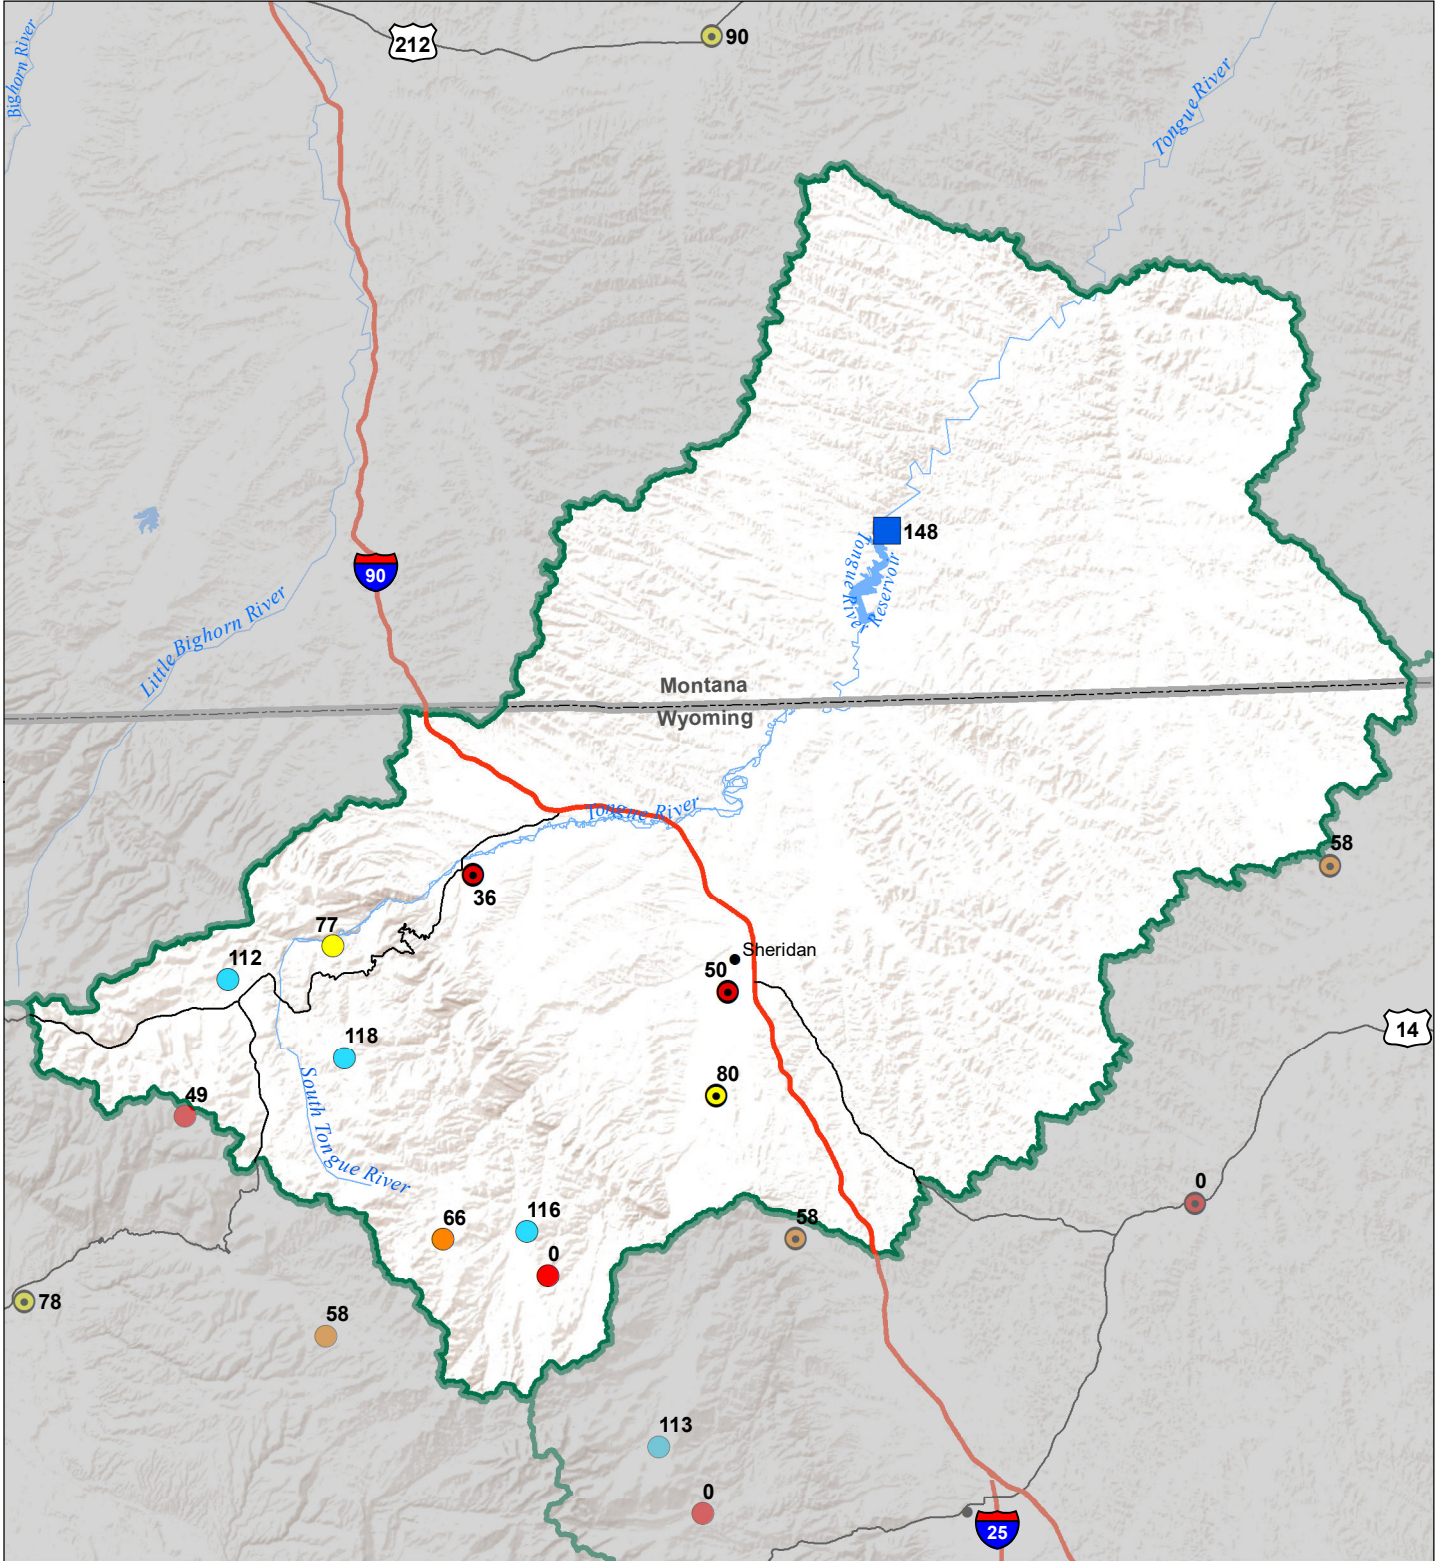 Bighorn River
212
90
Tongue River
148
Tongue River
Reservoir
90
Little Bighorn River
Montana
Wyoming
Tongue River
58
36
77
Sheridan
112
50
14
118
80
49
South Tongue River
0
66
116
58
0
78
58
113
0
25